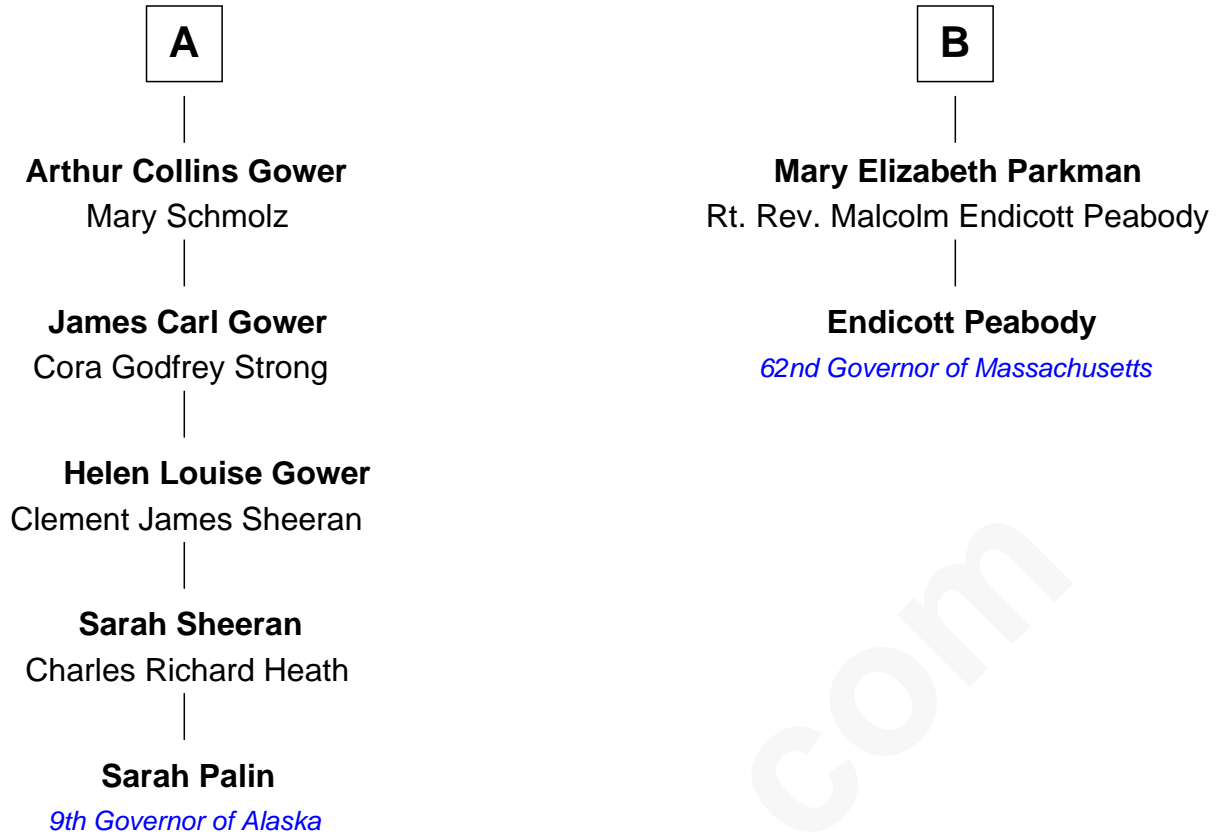 A
Arthur Collins Gower
Mary Schmolz
James Carl Gower
Cora Godfrey Strong
Helen Louise Gower
Clement James Sheeran
Sarah Sheeran
Charles Richard Heath
Sarah Palin
9th Governor of Alaska
B
Mary Elizabeth Parkman
Rt. Rev. Malcolm Endicott Peabody
Endicott Peabody
62nd Governor of Massachusetts
com